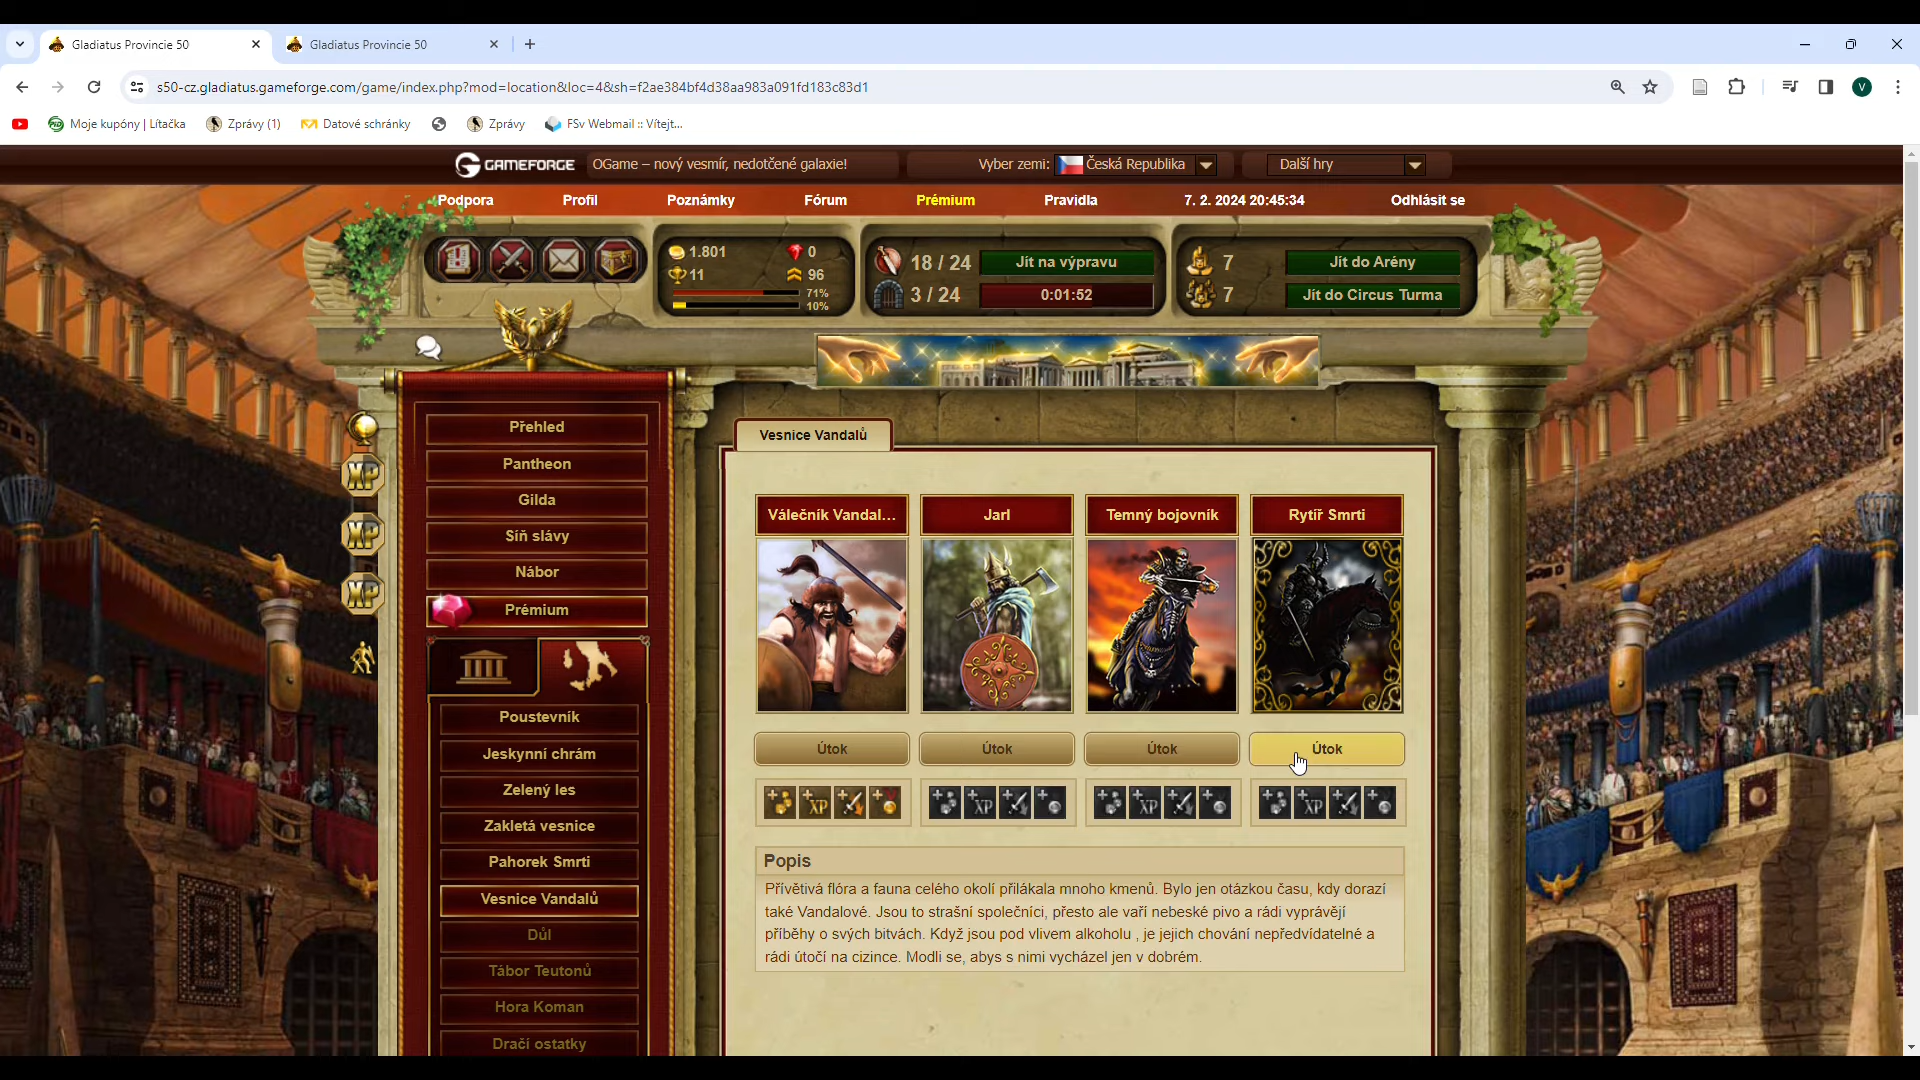 Gladiatus Provincie 50
Gladiatus Provincie 50
s50-cz.gladiatus.gameforge.com/game/index.php?mod=location&loc=4&sh=f2ae384bf4d38aa983a091fd183c83d1
V
Moje kupóny | Lítačka
Zprávy (1)
Datové schránky
Zprávy
FSv Webmail :: Vítejt...
GAMEFORGE
OGame – nový vesmír, nedotčené galaxie!
Vyber zemi:
Česká Republika
Další hry
Podpora
Profil
Poznámky
Fórum
Prémium
Pravidla
7. 2. 2024 20:45:34
Odhlásit se
1.801
0
11
96
71%
10%
18 / 24
Jít na výpravu
3 / 24
0:01:52
7
Jít do Arény
7
Jít do Circus Turma
XP
XP
XP
Přehled
Pantheon
Gilda
Síň slávy
Nábor
Prémium
Poustevník
Jeskynní chrám
Zelený les
Zakletá vesnice
Pahorek Smrti
Vesnice Vandalů
Důl
Tábor Teutonů
Hora Koman
Dračí ostatky
Vesnice Vandalů
Válečník Vandal...
Jarl
Temný bojovník
Rytíř Smrti
Útok
Útok
Útok
Útok
XP
XP
XP
XP
Popis
Přívětivá flóra a fauna celého okolí přilákala mnoho kmenů. Bylo jen otázkou času, kdy dorazí
také Vandalové. Jsou to strašní společníci, přesto ale vaří nebeské pivo a rádi vyprávějí
příběhy o svých bitvách. Když jsou pod vlivem alkoholu , je jejich chování nepředvídatelné a
rádi útočí na cizince. Modli se, abys s nimi vycházel jen v dobrém.